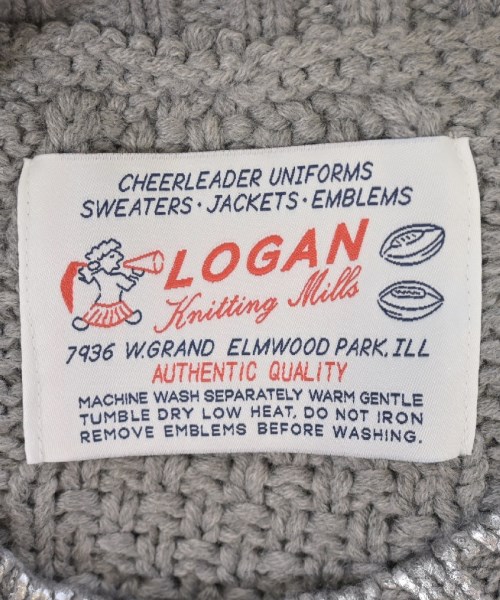 CHEERLEADER UNIFORMS
SWEATERS · JACKETS · EMBLEMS
LOGAN
Knitting Mills
7936 W.GRAND ELMWOOD PARK, ILL
AUTHENTIC QUALITY
MACHINE WASH SEPARATELY WARM GENTLE
TUMBLE DRY LOW HEAT, DO NOT IRON
REMOVE EMBLEMS BEFORE WASHING.